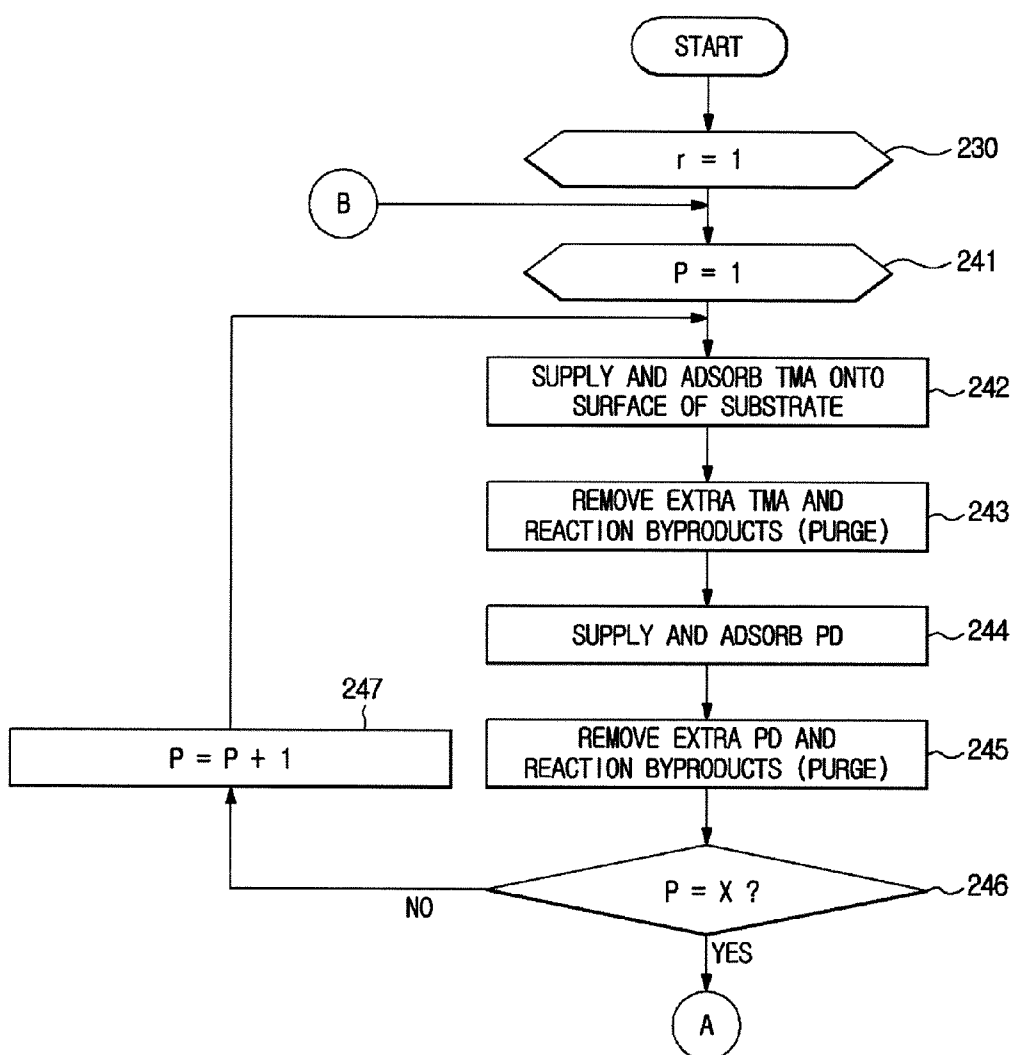 START
r = 1
230
B
P = 1
241
SUPPLY AND ADSORB TMA ONTO
SURFACE OF SUBSTRATE
242
REMOVE EXTRA TMA AND
REACTION BYPRODUCTS (PURGE)
243
SUPPLY AND ADSORB PD
244
247
P = P + 1
REMOVE EXTRA PD AND
REACTION BYPRODUCTS (PURGE)
245
P = X ?
246
NO
YES
A